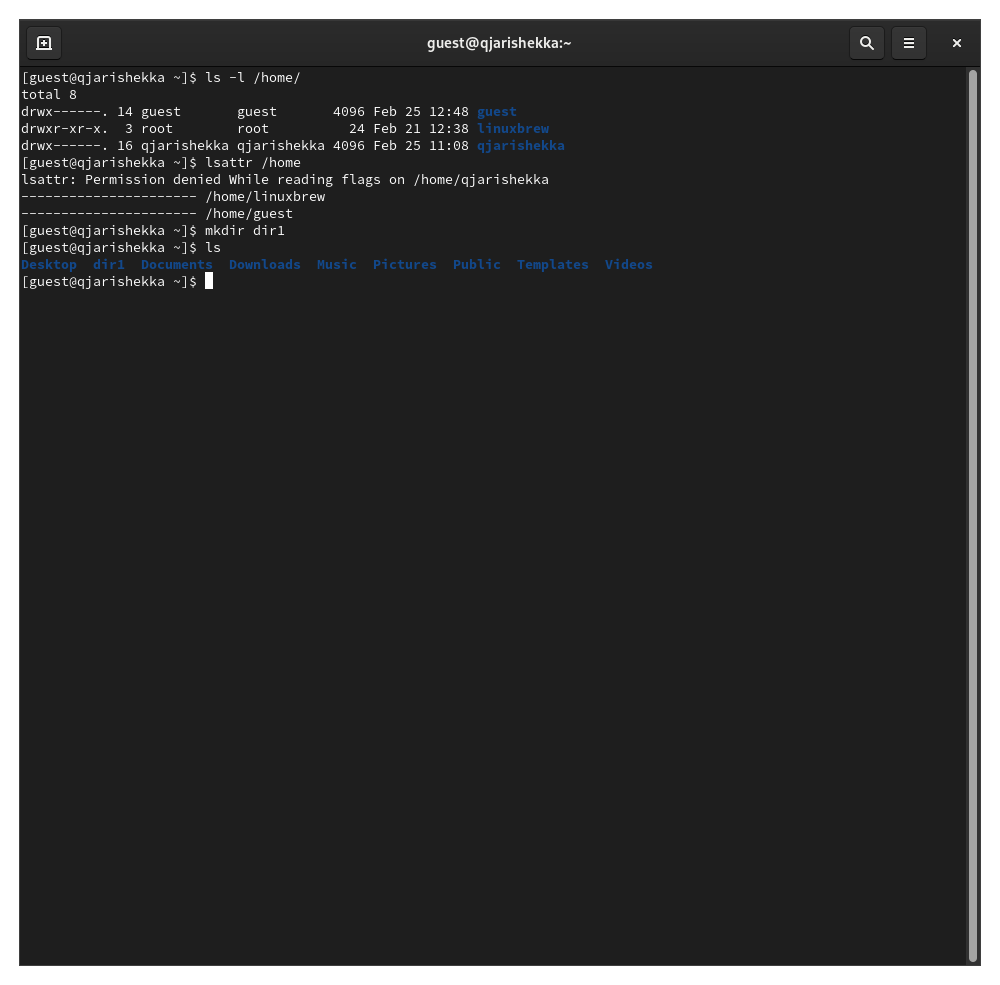 guest@qjarishekka:~
[guest@qjarishekka ~]$ ls -l /home/
total 8
drwx------. 14 guest       guest       4096 Feb 25 12:48 guest
drwxr-xr-x.  3 root        root          24 Feb 21 12:38 linuxbrew
drwx------. 16 qjarishekka qjarishekka 4096 Feb 25 11:08 qjarishekka
[guest@qjarishekka ~]$ lsattr /home
lsattr: Permission denied While reading flags on /home/qjarishekka
---------------------- /home/linuxbrew
---------------------- /home/guest
[guest@qjarishekka ~]$ mkdir dir1
[guest@qjarishekka ~]$ ls
Desktop  dir1  Documents  Downloads  Music  Pictures  Public  Templates  Videos
[guest@qjarishekka ~]$